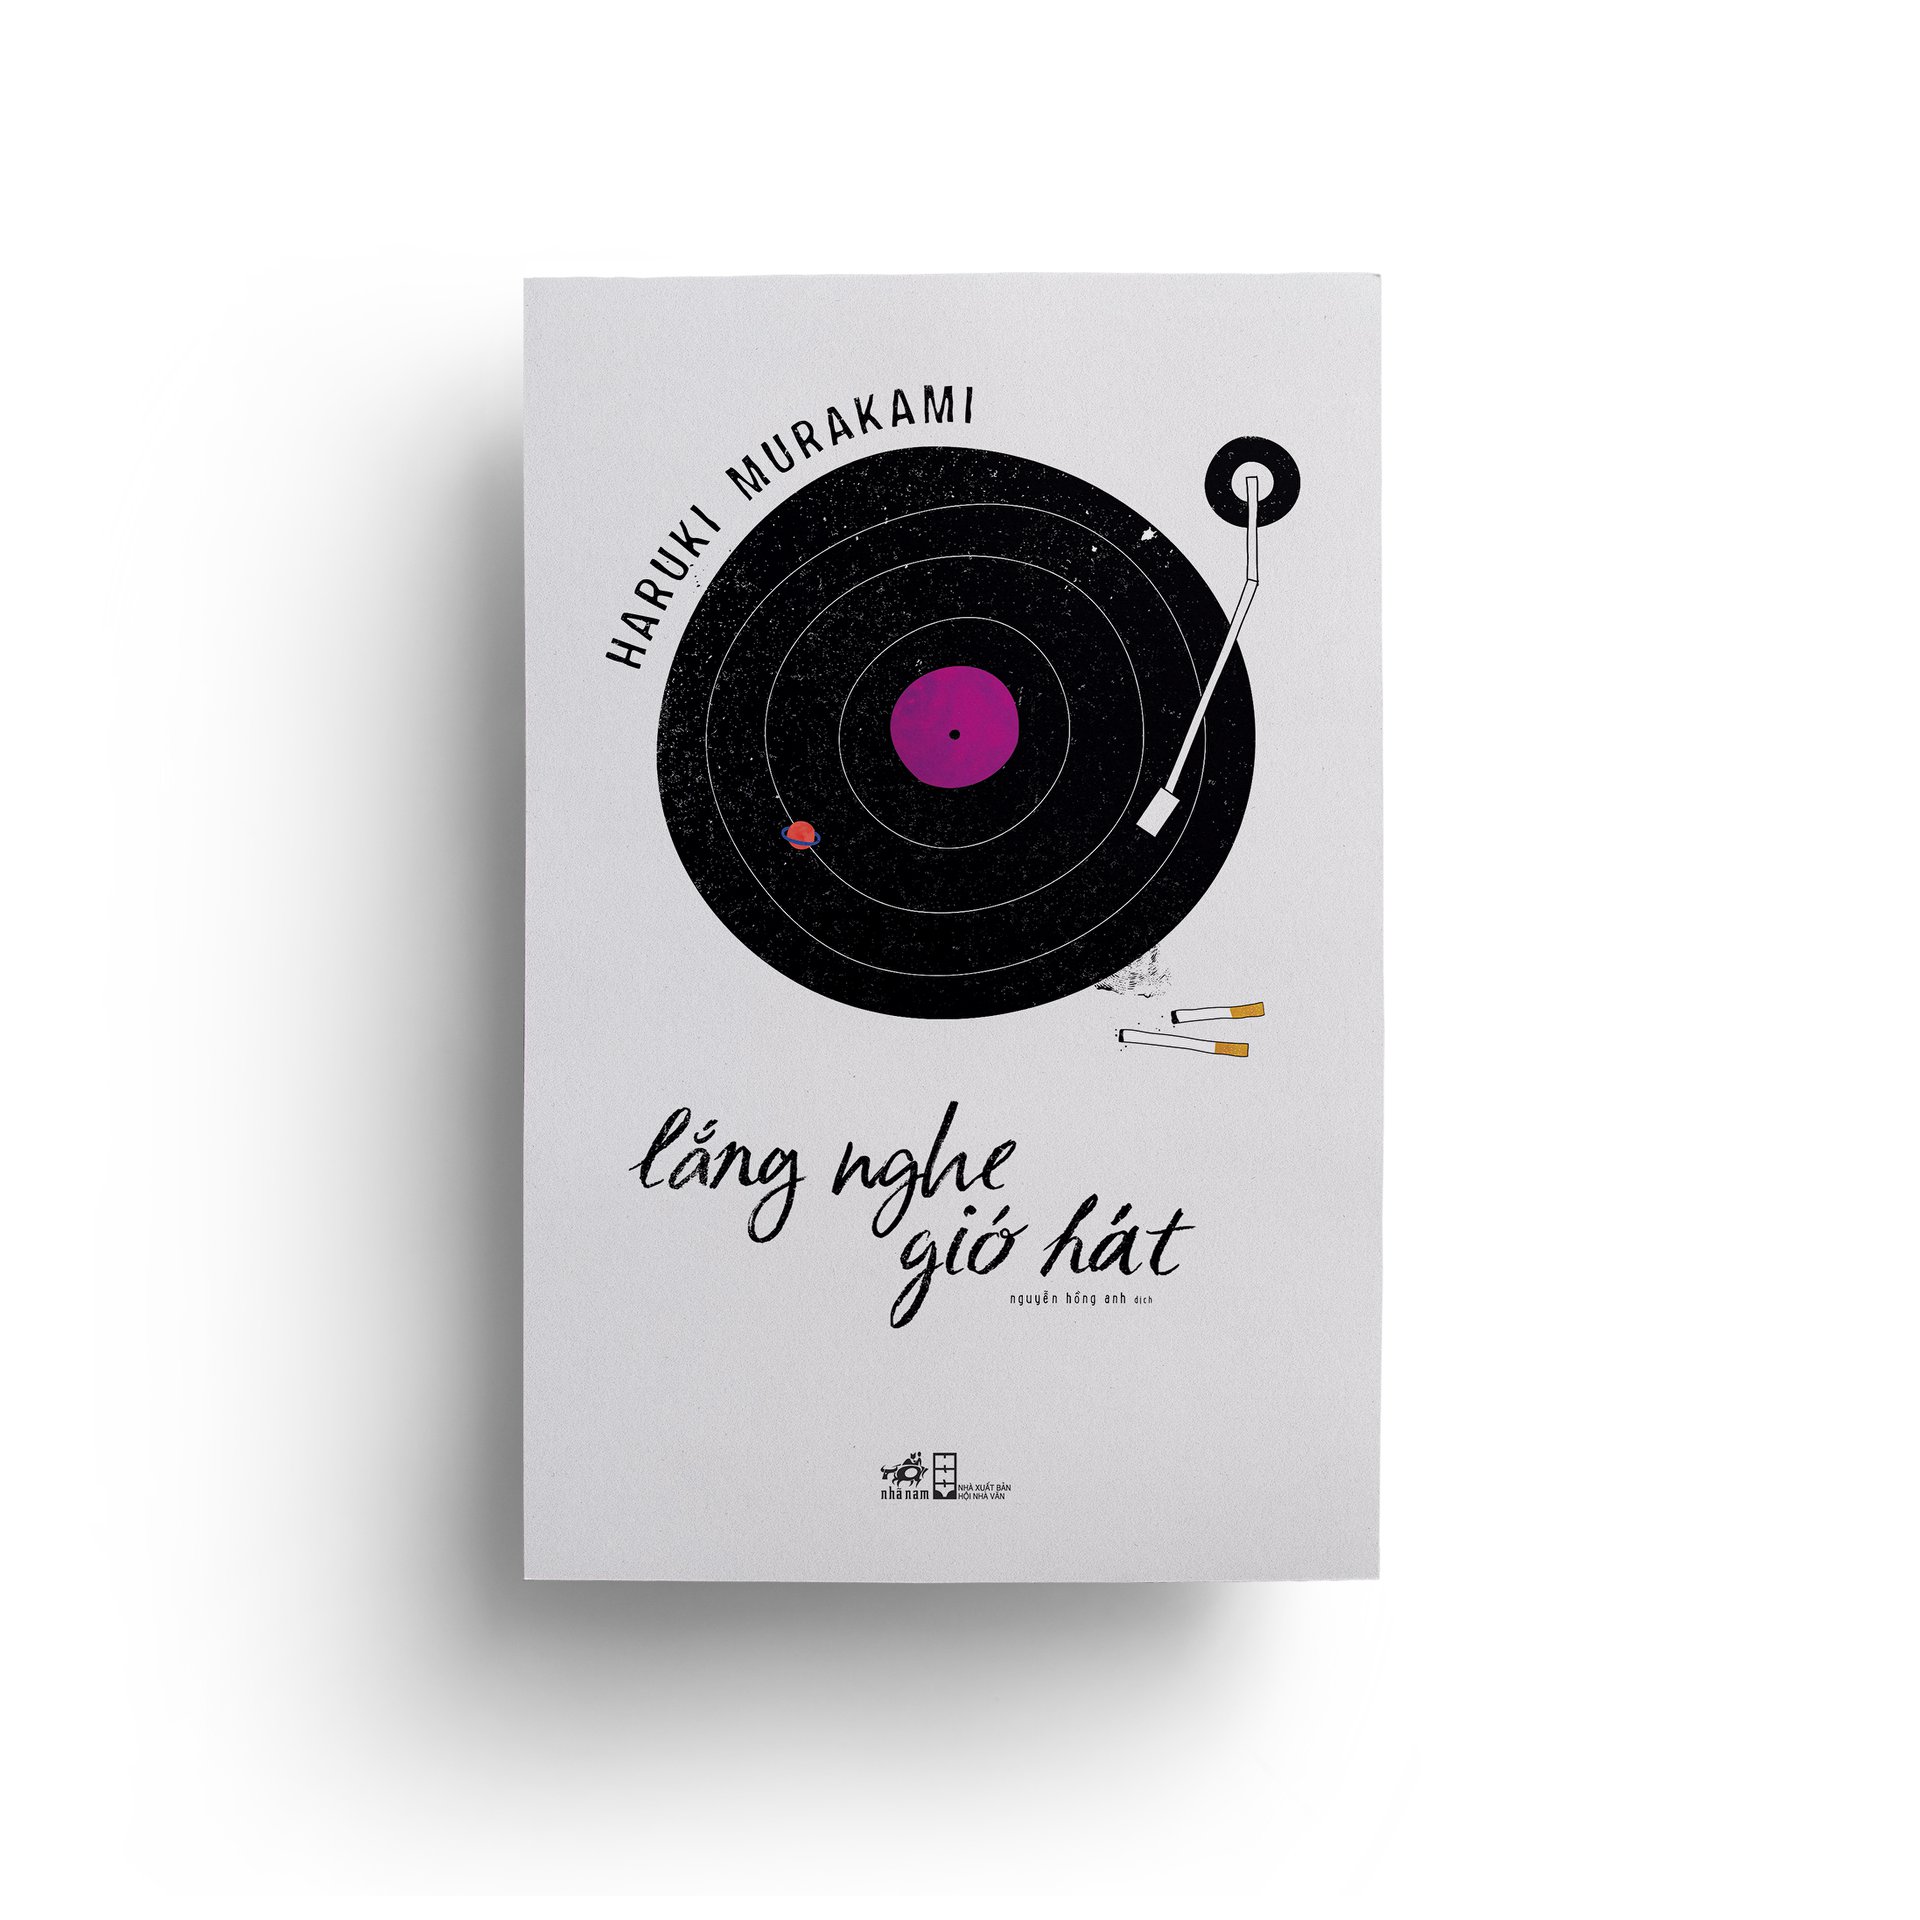 HARUKI MURAKAMI
lắng nghe
gió hát
nguyễn hồng anh dịch
nhã nam
NHÀ XUẤT BẢN
HỘI NHÀ VĂN